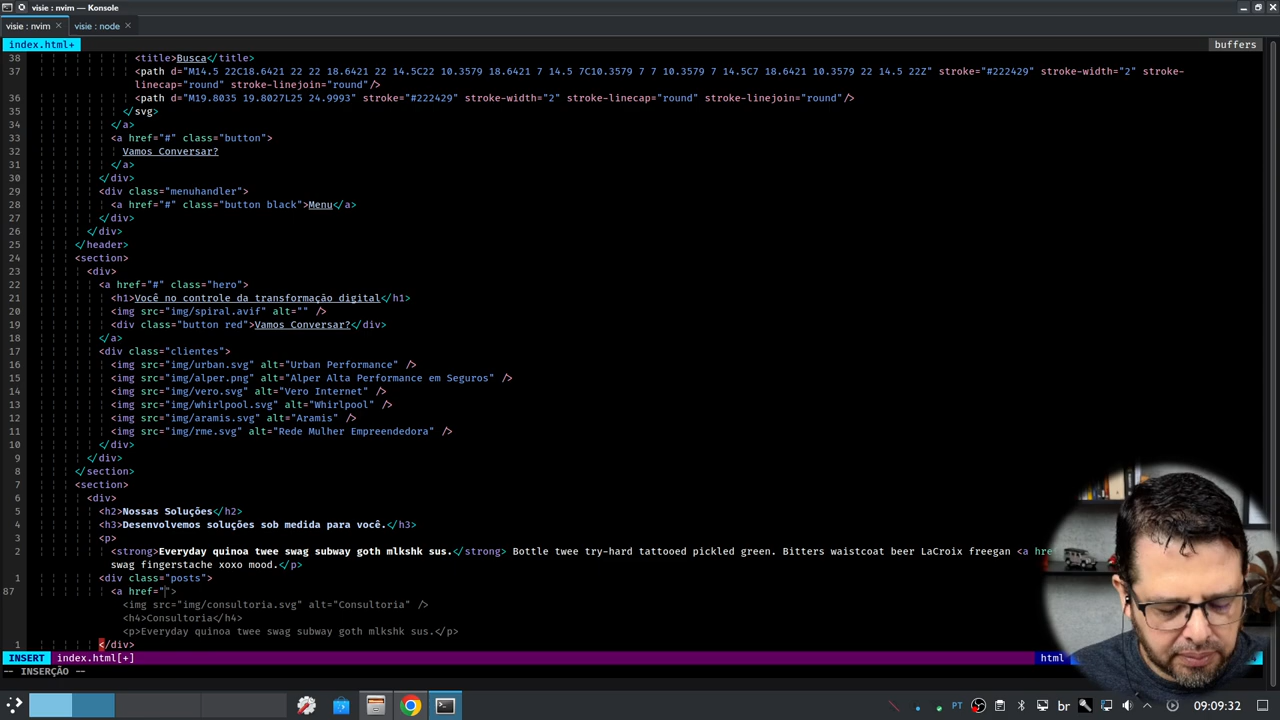 visie : nvim — Konsole
visie : nvim visie : node
index.html+ buffers
38 <title>Busca</title>
37 <path d="M14.5 22C18.6421 22 22 18.6421 22 14.5C22 10.3579 18.6421 7 14.5 7C10.3579 7 7 10.3579 7 14.5C7 18.6421 10.3579 22 14.5 22Z" stroke="#222429" stroke-width="2" stroke-
linecap="round" stroke-linejoin="round"/>
36 <path d="M19.8035 19.8027L25 24.9993" stroke="#222429" stroke-width="2" stroke-linecap="round" stroke-linejoin="round"/>
35 </svg>
34 </a>
33 <a href="#" class="button">
32 Vamos Conversar?
31 </a>
30 </div>
29 <div class="menuhandler">
28 <a href="#" class="button black">Menu</a>
27 </div>
26 </div>
25 </header>
24 <section>
23 <div>
22 <a href="#" class="hero">
21 <h1>Você no controle da transformação digital</h1>
20 <img src="img/spiral.avif" alt="" />
19 <div class="button red">Vamos Conversar?</div>
18 </a>
17 <div class="clientes">
16 <img src="img/urban.svg" alt="Urban Performance" />
15 <img src="img/alper.png" alt="Alper Alta Performance em Seguros" />
14 <img src="img/vero.svg" alt="Vero Internet" />
13 <img src="img/whirlpool.svg" alt="Whirlpool" />
12 <img src="img/aramis.svg" alt="Aramis" />
11 <img src="img/rme.svg" alt="Rede Mulher Empreendedora" />
10 </div>
9 </div>
8 </section>
7 <section>
6 <div>
5 <h2>Nossas Soluções</h2>
4 <h3>Desenvolvemos soluções sob medida para você.</h3>
3 <p>
2 <strong>Everyday quinoa twee swag subway goth mlkshk sus.</strong> Bottle twee try-hard tattooed pickled green. Bitters waistcoat beer LaCroix freegan <a
swag fingerstache xoxo mood.</p>
1 <div class="posts">
87 <a href="">
<img src="img/consultoria.svg" alt="Consultoria" />
<h4>Consultoria</h4>
<p>Everyday quinoa twee swag subway goth mlkshk sus.</p>
1 </div>
INSERT index.html[+] html
-- INSERÇÃO --
PT br 09:09:32